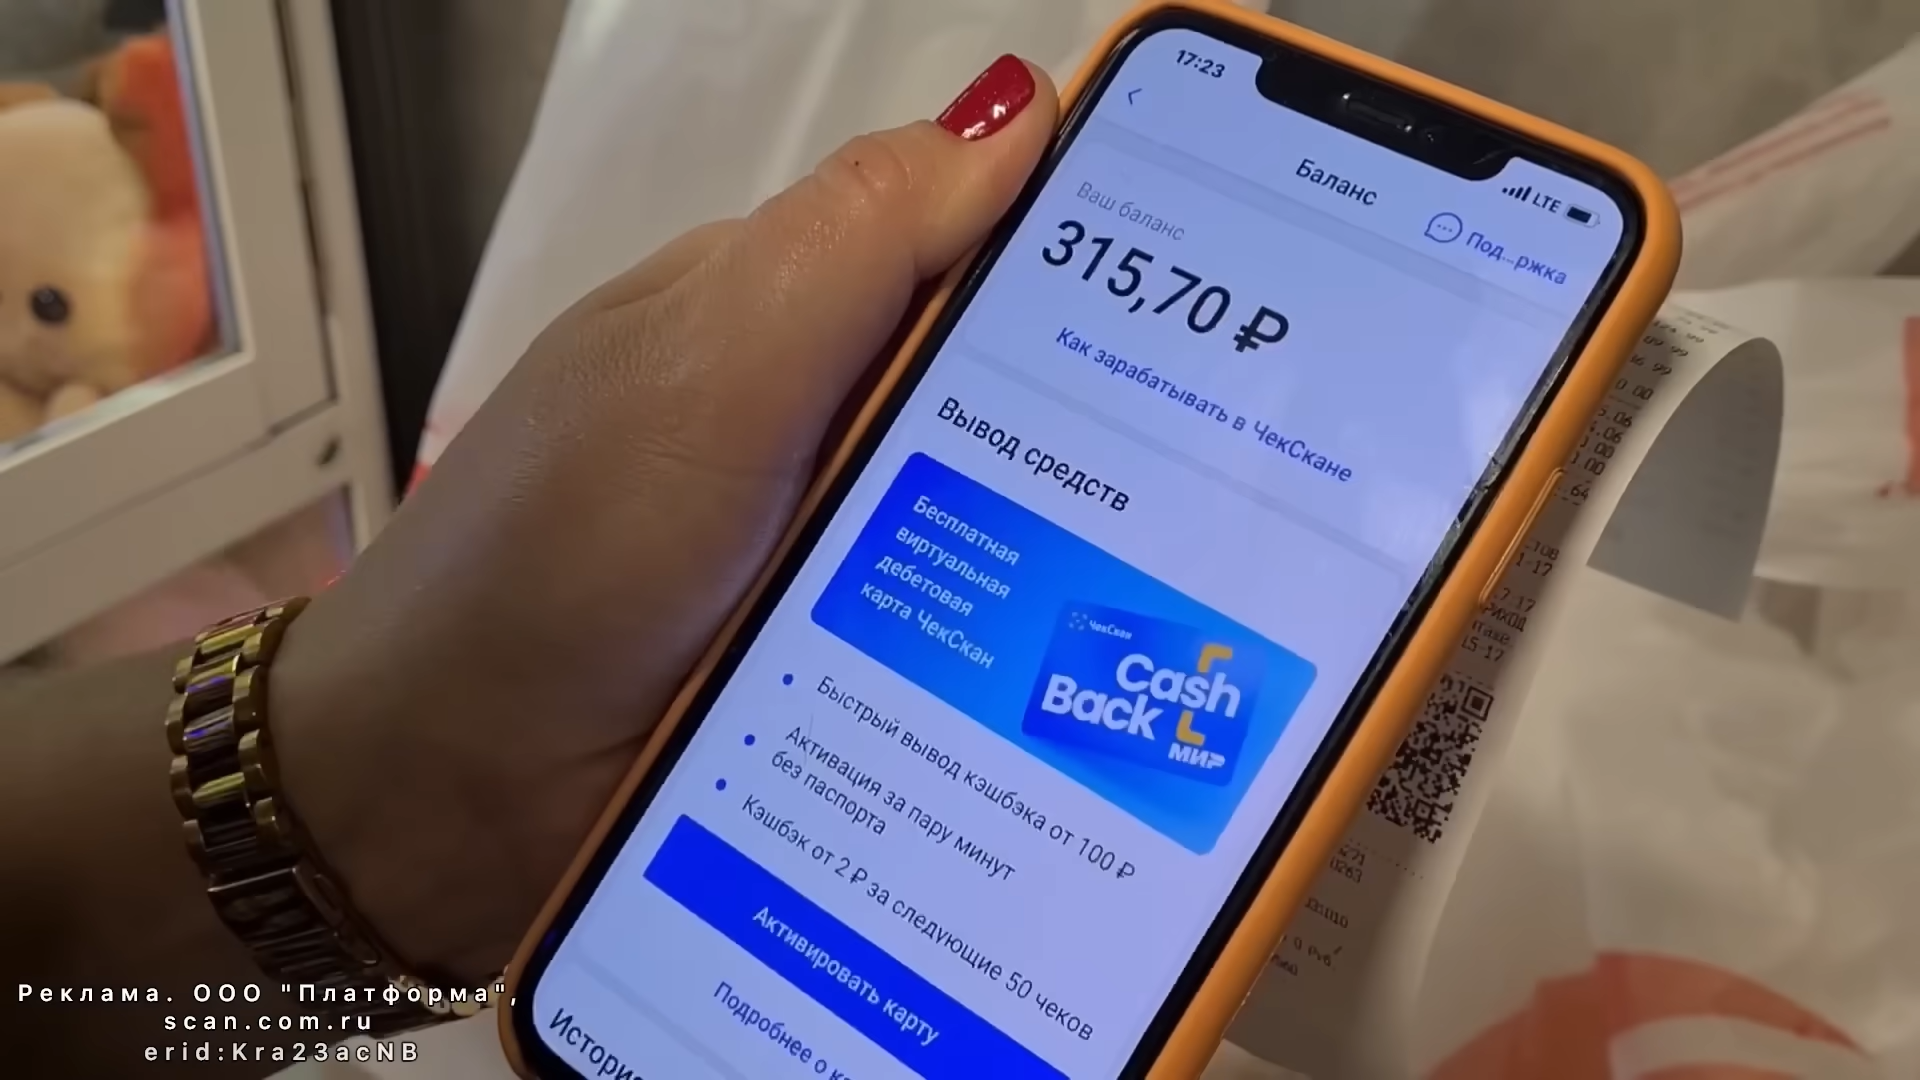 17:23
LTE
Баланс
Под...ржка
Ваш баланс
315,70 ₽
Как зарабатывать в ЧекСкане
Вывод средств
Бесплатная
виртуальная
дебетовая
карта ЧекСкан
ЧекСкан
Cash
Back
МИР
Быстрый вывод кэшбэка от 100 ₽
Активация за пару минут
без паспорта
Кэшбэк от 2 ₽ за следующие 50 чеков
Активировать карту
Подробнее о
Реклама. ООО "Платформа",
scan.com.ru
erid:Kra23acNB